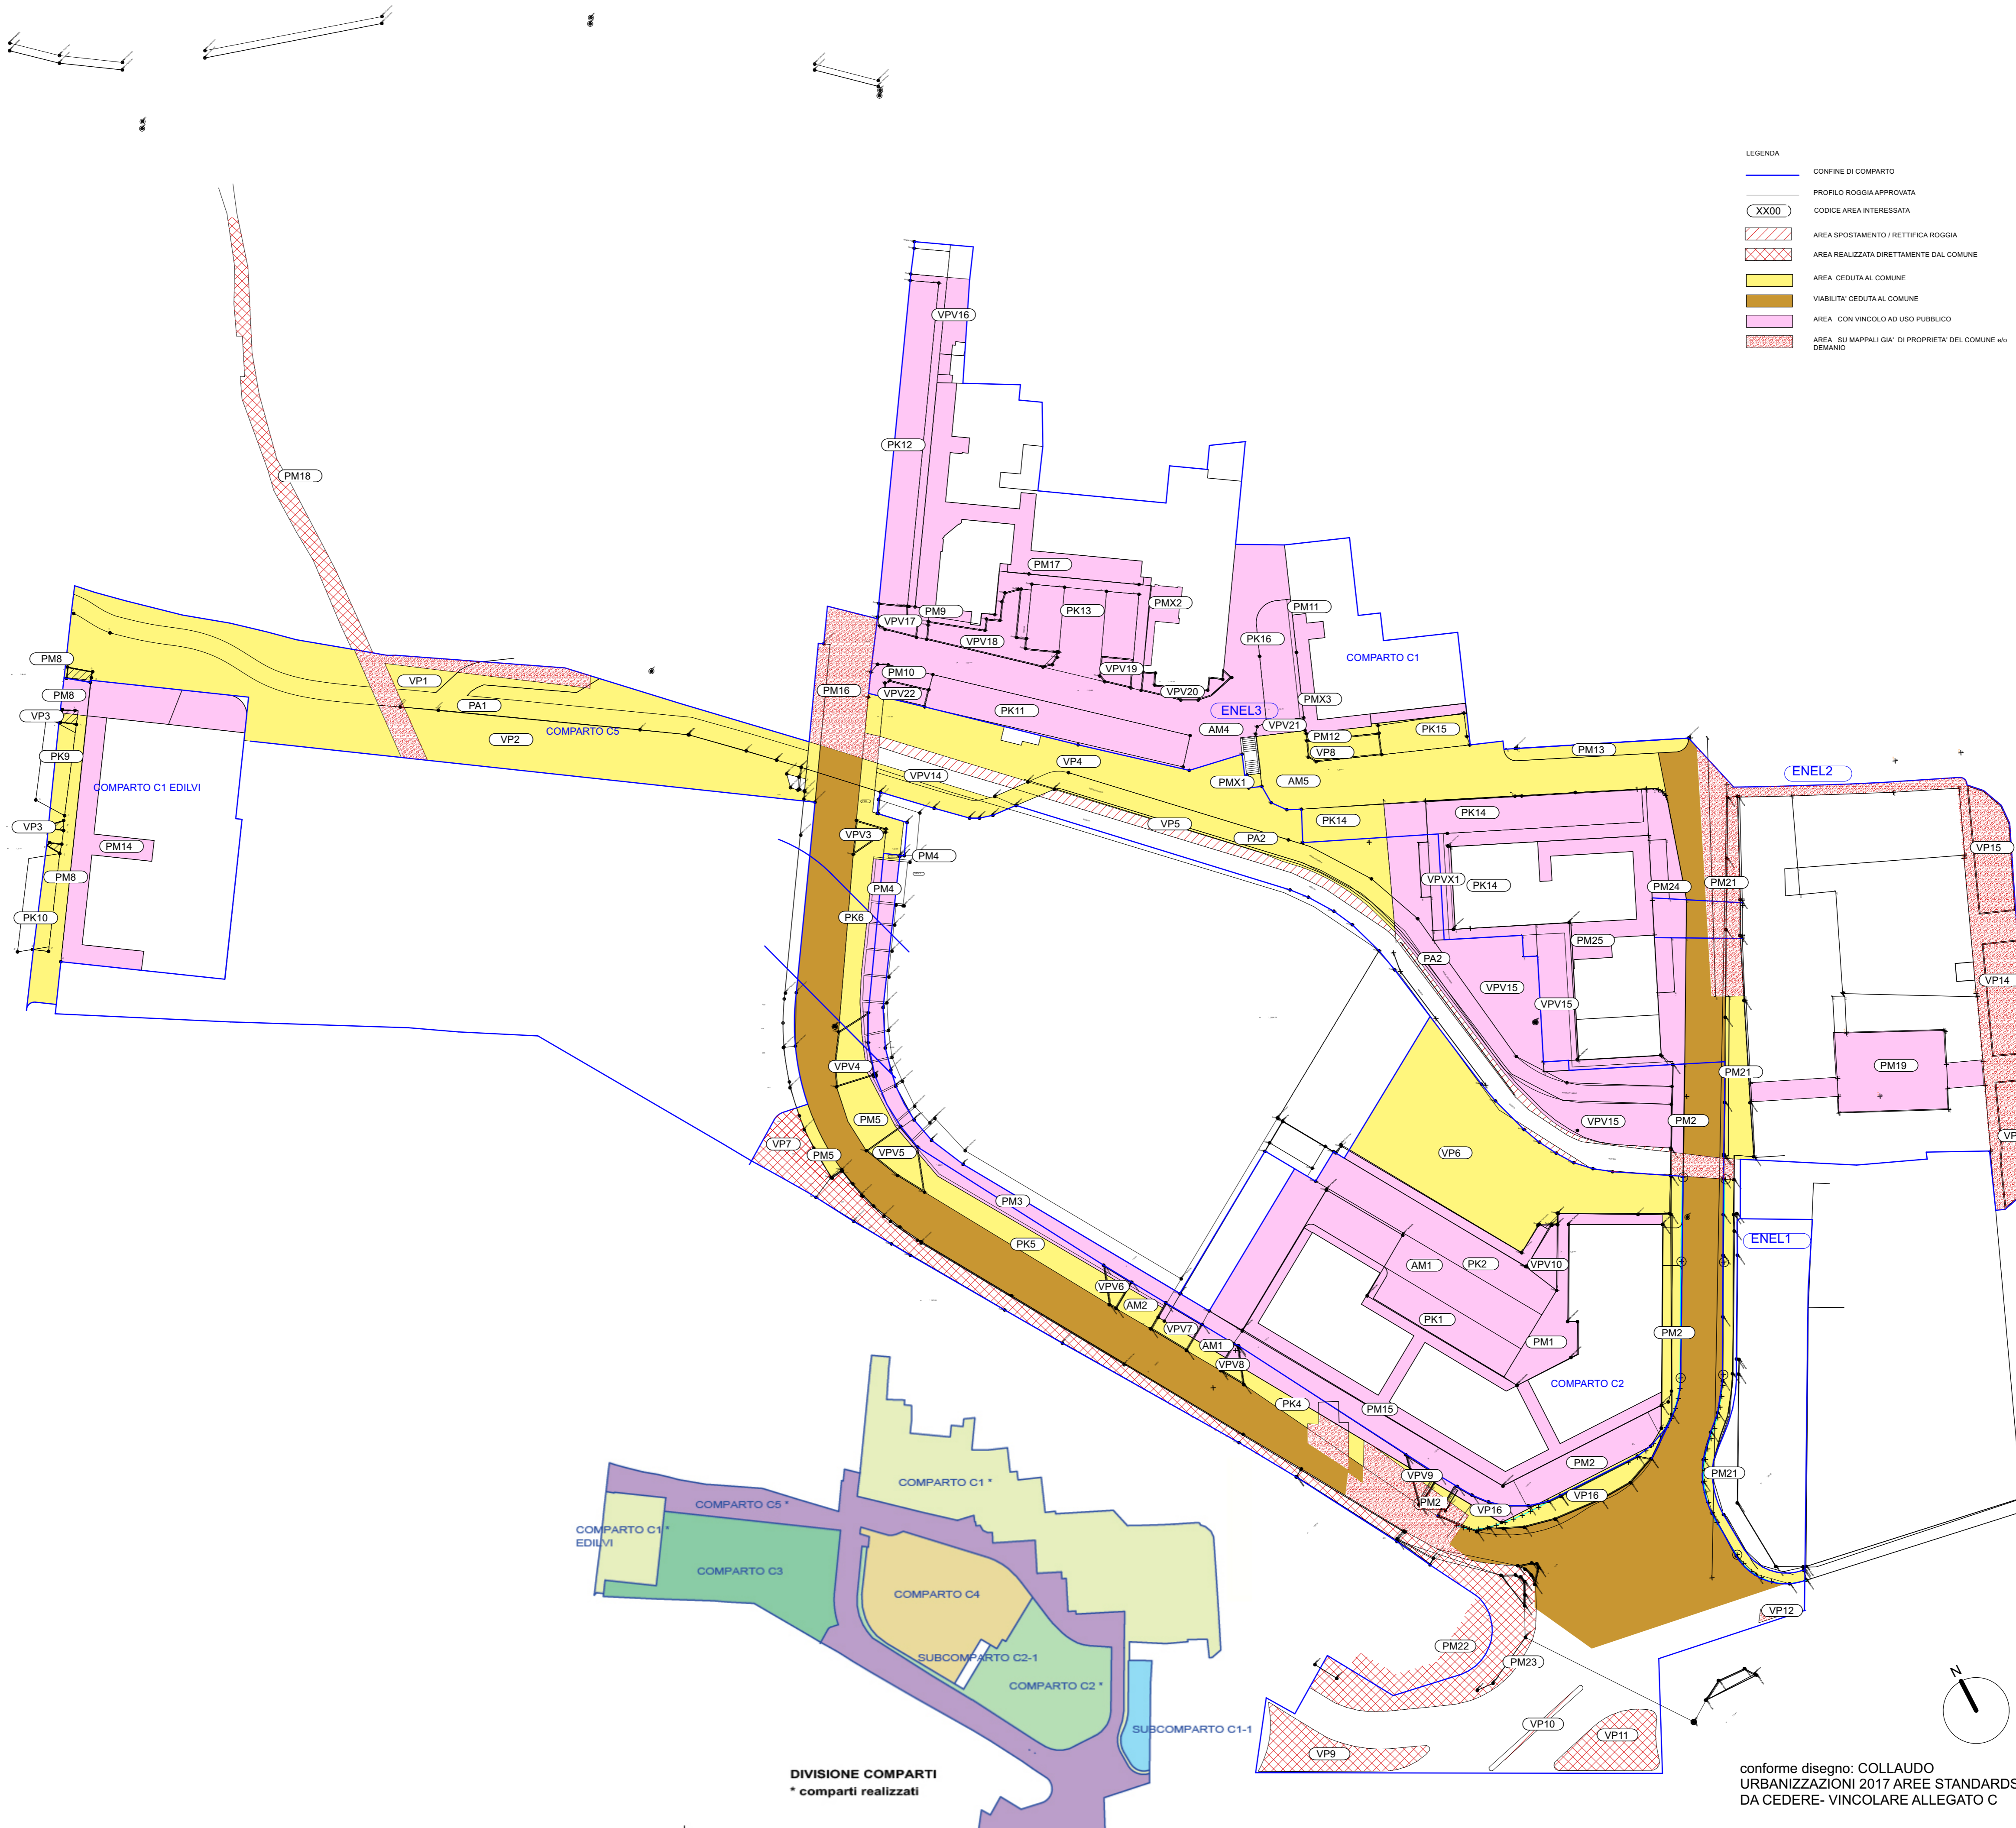 LEGENDA
CONFINE DI COMPARTO
PROFILO ROGGIA APPROVATA
XX00
CODICE AREA INTERESSATA
AREA SPOSTAMENTO / RETTIFICA ROGGIA
AREA REALIZZATA DIRETTAMENTE DAL COMUNE
AREA CEDUTA AL COMUNE
VIABILITA' CEDUTA AL COMUNE
AREA CON VINCOLO AD USO PUBBLICO
AREA SU MAPPALI GIA' DI PROPRIETA' DEL COMUNE e/o
DEMANIO
VPV16
PK12
PM18
PM17
PM9
PK13
PMX2
PM11
VPV17
VPV18
PK16
PM8
COMPARTO C1
PM10
VPV19
VP1
PM16
VPV22
VPV20
PM8
PMX3
PA1
PK11
ENEL3
VP3
VPV21
AM4
PK15
COMPARTO C5
VP2
PM12
PM13
PK9
VP8
VP4
ENEL2
VPV14
PMX1
AM5
COMPARTO C1 EDILVI
PK14
PK14
VP3
VP5
VPV3
PA2
PM14
VP15
PM4
PM8
VPVX1
PK14
PM24
PM21
PM4
PK10
PK6
PM25
PA2
VP14
VPV15
VPV15
VPV4
PM19
PM21
PM5
PM2
VPV15
VP
VP7
PM5
VPV5
VP6
PM3
ENEL1
PK5
AM1
PK2
VPV10
VPV6
AM2
PK1
VPV7
PM2
AM1
PM1
VPV8
COMPARTO C2
PK4
PM15
PM2
PM21
VPV9
PM2
VP16
VP16
VP12
PM22
PM23
VP10
VP11
VP9
COMPARTO C1 *
COMPARTO C5 *
COMPARTO C1 *
EDILVI
COMPARTO C3
COMPARTO C4
SUBCOMPARTO C2-1
COMPARTO C2 *
SUBCOMPARTO C1-1
DIVISIONE COMPARTI
* comparti realizzati
N
conforme disegno: COLLAUDO
URBANIZZAZIONI 2017 AREE STANDARDS
DA CEDERE- VINCOLARE ALLEGATO C